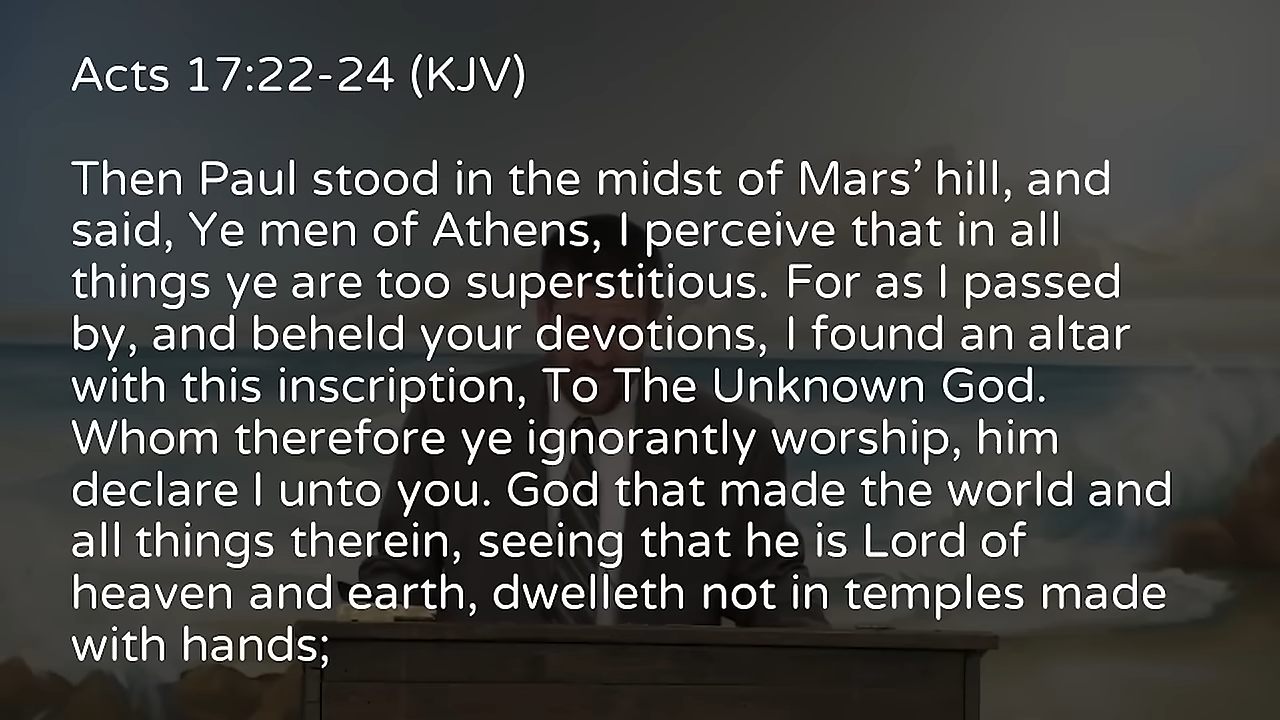 Acts 17:22-24 (KJV)
Then Paul stood in the midst of Mars’ hill, and
said, Ye men of Athens, I perceive that in all
things ye are too superstitious. For as I passed
by, and beheld your devotions, I found an altar
with this inscription, To The Unknown God.
Whom therefore ye ignorantly worship, him
declare I unto you. God that made the world and
all things therein, seeing that he is Lord of
heaven and earth, dwelleth not in temples made
with hands;